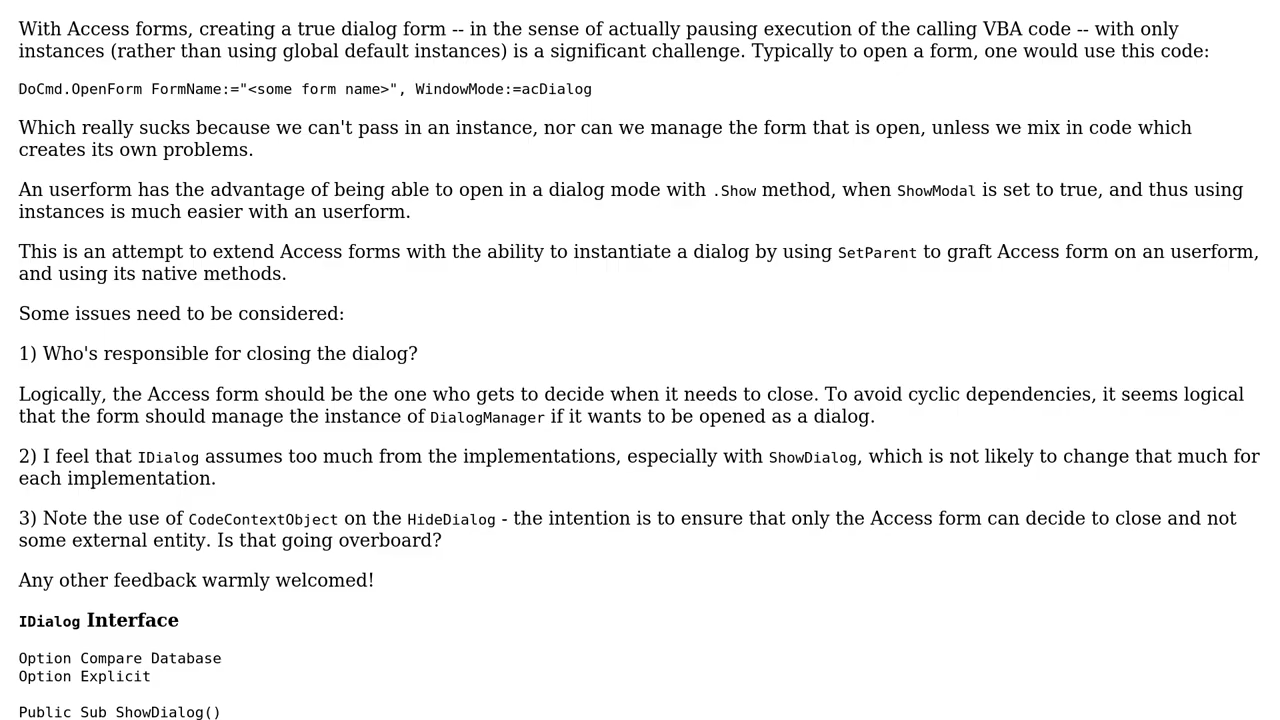 With Access forms, creating a true dialog form -- in the sense of actually pausing execution of the calling VBA code -- with only
instances (rather than using global default instances) is a significant challenge. Typically to open a form, one would use this code:
DoCmd.OpenForm FormName:="<some form name>", WindowMode:=acDialog
Which really sucks because we can't pass in an instance, nor can we manage the form that is open, unless we mix in code which
creates its own problems.
An userform has the advantage of being able to open in a dialog mode with .Show method, when ShowModal is set to true, and thus using
instances is much easier with an userform.
This is an attempt to extend Access forms with the ability to instantiate a dialog by using SetParent to graft Access form on an userform,
and using its native methods.
Some issues need to be considered:
1) Who's responsible for closing the dialog?
Logically, the Access form should be the one who gets to decide when it needs to close. To avoid cyclic dependencies, it seems logical
that the form should manage the instance of DialogManager if it wants to be opened as a dialog.
2) I feel that IDialog assumes too much from the implementations, especially with ShowDialog, which is not likely to change that much for
each implementation.
3) Note the use of CodeContextObject on the HideDialog - the intention is to ensure that only the Access form can decide to close and not
some external entity. Is that going overboard?
Any other feedback warmly welcomed!
IDialog Interface
Option Compare Database
Option Explicit
Public Sub ShowDialog()